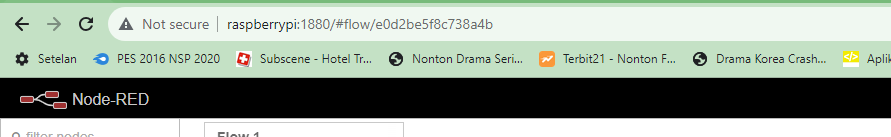 Not secure | raspberrypi:1880/#flow/e0d2be5f8c738a4b
Setelan PES 2016 NSP 2020 Subscene - Hotel Tr... Nonton Drama Seri... Terbit21 - Nonton F... Drama Korea Crash... Aplik
Node-RED
filter nodes Flow 1